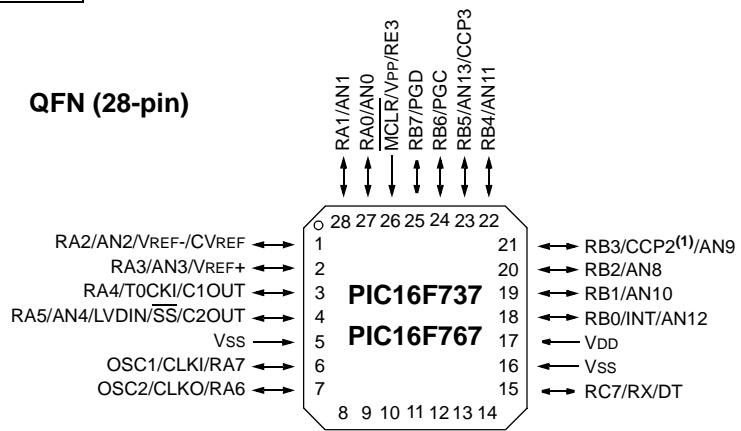 QFN (28-pin)
RA1/AN1
RA0/AN0
MCLR/VPP/RE3
RB7/PGD
RB6/PGC
RB5/AN13/CCP3
RB4/AN11
28 27 26 25 24 23 22
RA2/AN2/VREF-/CVREF
RA3/AN3/VREF+
RA4/T0CKI/C1OUT
RA5/AN4/LVDIN/SS/C2OUT
VSS
OSC1/CLKI/RA7
OSC2/CLKO/RA6
1
2
3
4
5
6
7
PIC16F737
PIC16F767
21
20
19
18
17
16
15
RB3/CCP2(1)/AN9
RB2/AN8
RB1/AN10
RB0/INT/AN12
VDD
VSS
RC7/RX/DT
8 9 10 11 12 13 14